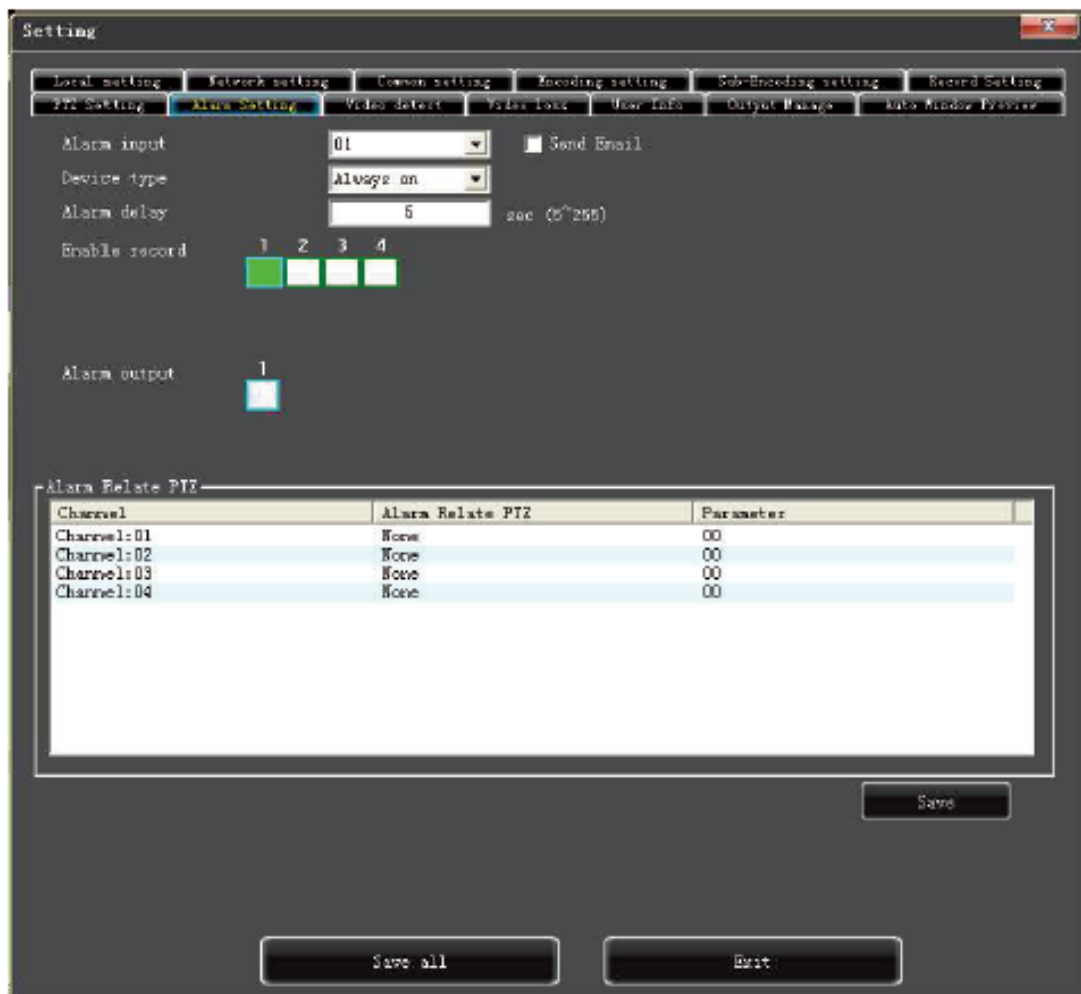 Setting
Local setting Network setting Common setting Encoding setting Sub-Encoding setting Record Setting
PTZ Setting Alarm Setting Video detect Video Loss User Info Output Manage Auto Window Preview
Alarm input 01 Send Email
Device type Always on
Alarm delay 5 sec (5~255)
Enable record 1 2 3 4
Alarm output 1
Alarm Relate PTZ
Channel Alarm Relate PTZ Parameter
Channel:01 None 00
Channel:02 None 00
Channel:03 None 00
Channel:04 None 00
Save
Save all Exit